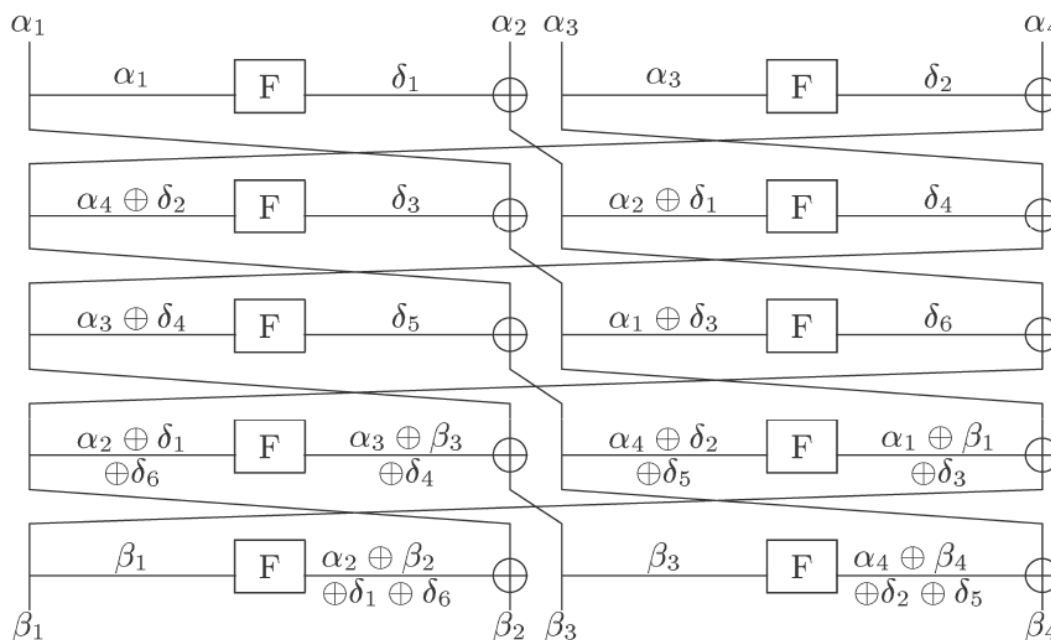 α₁ α₂ α₃ α₄
α₁ F δ₁ ⊕ α₃ F δ₂ ⊕
α₄ ⊕ δ₂ F δ₃ ⊕ α₂ ⊕ δ₁ F δ₄ ⊕
α₃ ⊕ δ₄ F δ₅ ⊕ α₁ ⊕ δ₃ F δ₆ ⊕
α₂ ⊕ δ₁ F α₃ ⊕ β₃ ⊕ α₄ ⊕ δ₂ F α₁ ⊕ β₁ ⊕
⊕δ₆ ⊕δ₄ ⊕δ₅ ⊕δ₃
β₁ F α₂ ⊕ β₂ ⊕ β₃ F α₄ ⊕ β₄ ⊕
⊕δ₁ ⊕ δ₆ ⊕δ₂ ⊕ δ₅
β₁ β₂ β₃ β₄